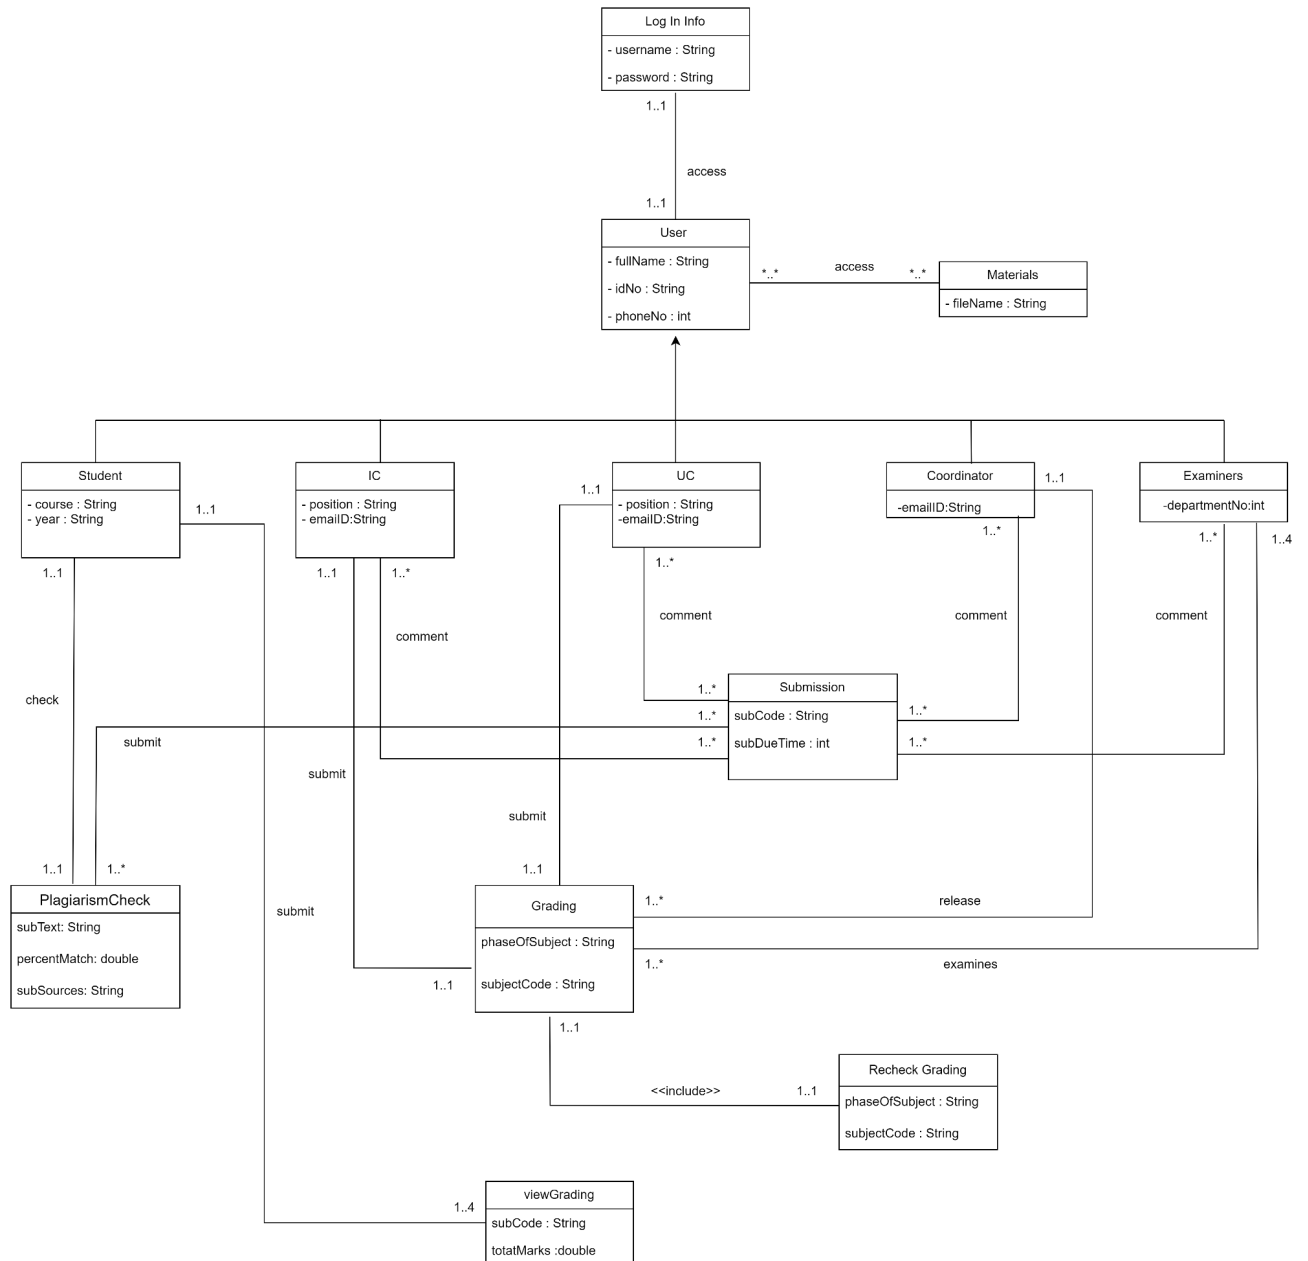 Log In Info
- username : String
- password : String
1..1
access
1..1
User
- fullName : String
- idNo : String
- phoneNo : int
*..*
access
*..*
Materials
- fileName : String
Student
- course : String
- year : String
1..1
1..1
IC
- position : String
- emailID:String
1..1
1..*
comment
1..1
UC
- position : String
-emailID:String
1..*
comment
Coordinator
-emailID:String
1..1
1..*
comment
Examiners
-departmentNo:int
1..*
1..4
comment
check
submit
submit
Submission
subCode : String
subDueTime : int
1..*
1..*
1..*
1..*
1..*
submit
1..1
1..*
PlagiarismCheck
subText: String
percentMatch: double
subSources: String
submit
1..1
Grading
phaseOfSubject : String
subjectCode : String
1..*
release
1..*
examines
1..1
1..1
<<include>>
1..1
Recheck Grading
phaseOfSubject : String
subjectCode : String
1..4
viewGrading
subCode : String
totatMarks :double